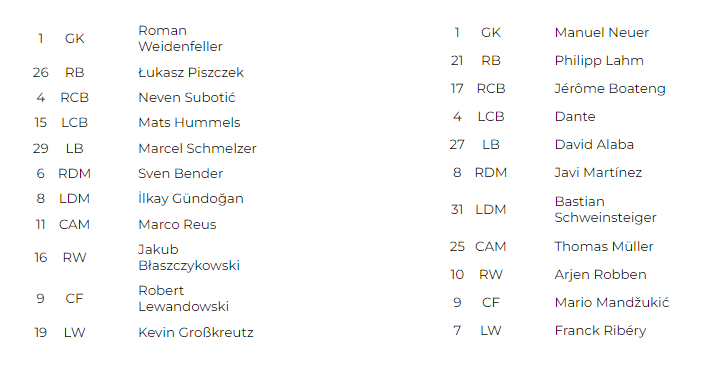 1 GK Roman
Weidenfeller
26 RB Łukasz Piszczek
4 RCB Neven Subotić
15 LCB Mats Hummels
29 LB Marcel Schmelzer
6 RDM Sven Bender
8 LDM İlkay Gündoğan
11 CAM Marco Reus
16 RW Jakub
Błaszczykowski
9 CF Robert
Lewandowski
19 LW Kevin Großkreutz
1 GK Manuel Neuer
21 RB Philipp Lahm
17 RCB Jérôme Boateng
4 LCB Dante
27 LB David Alaba
8 RDM Javi Martínez
31 LDM Bastian
Schweinsteiger
25 CAM Thomas Müller
10 RW Arjen Robben
9 CF Mario Mandžukić
7 LW Franck Ribéry